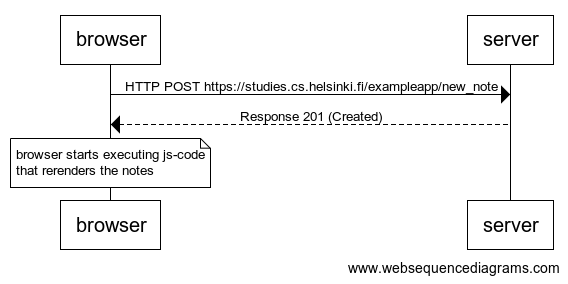 browser
server
HTTP POST https://studies.cs.helsinki.fi/exampleapp/new_note
Response 201 (Created)
browser starts executing js-code
that rerenders the notes
browser
server
www.websequencediagrams.com